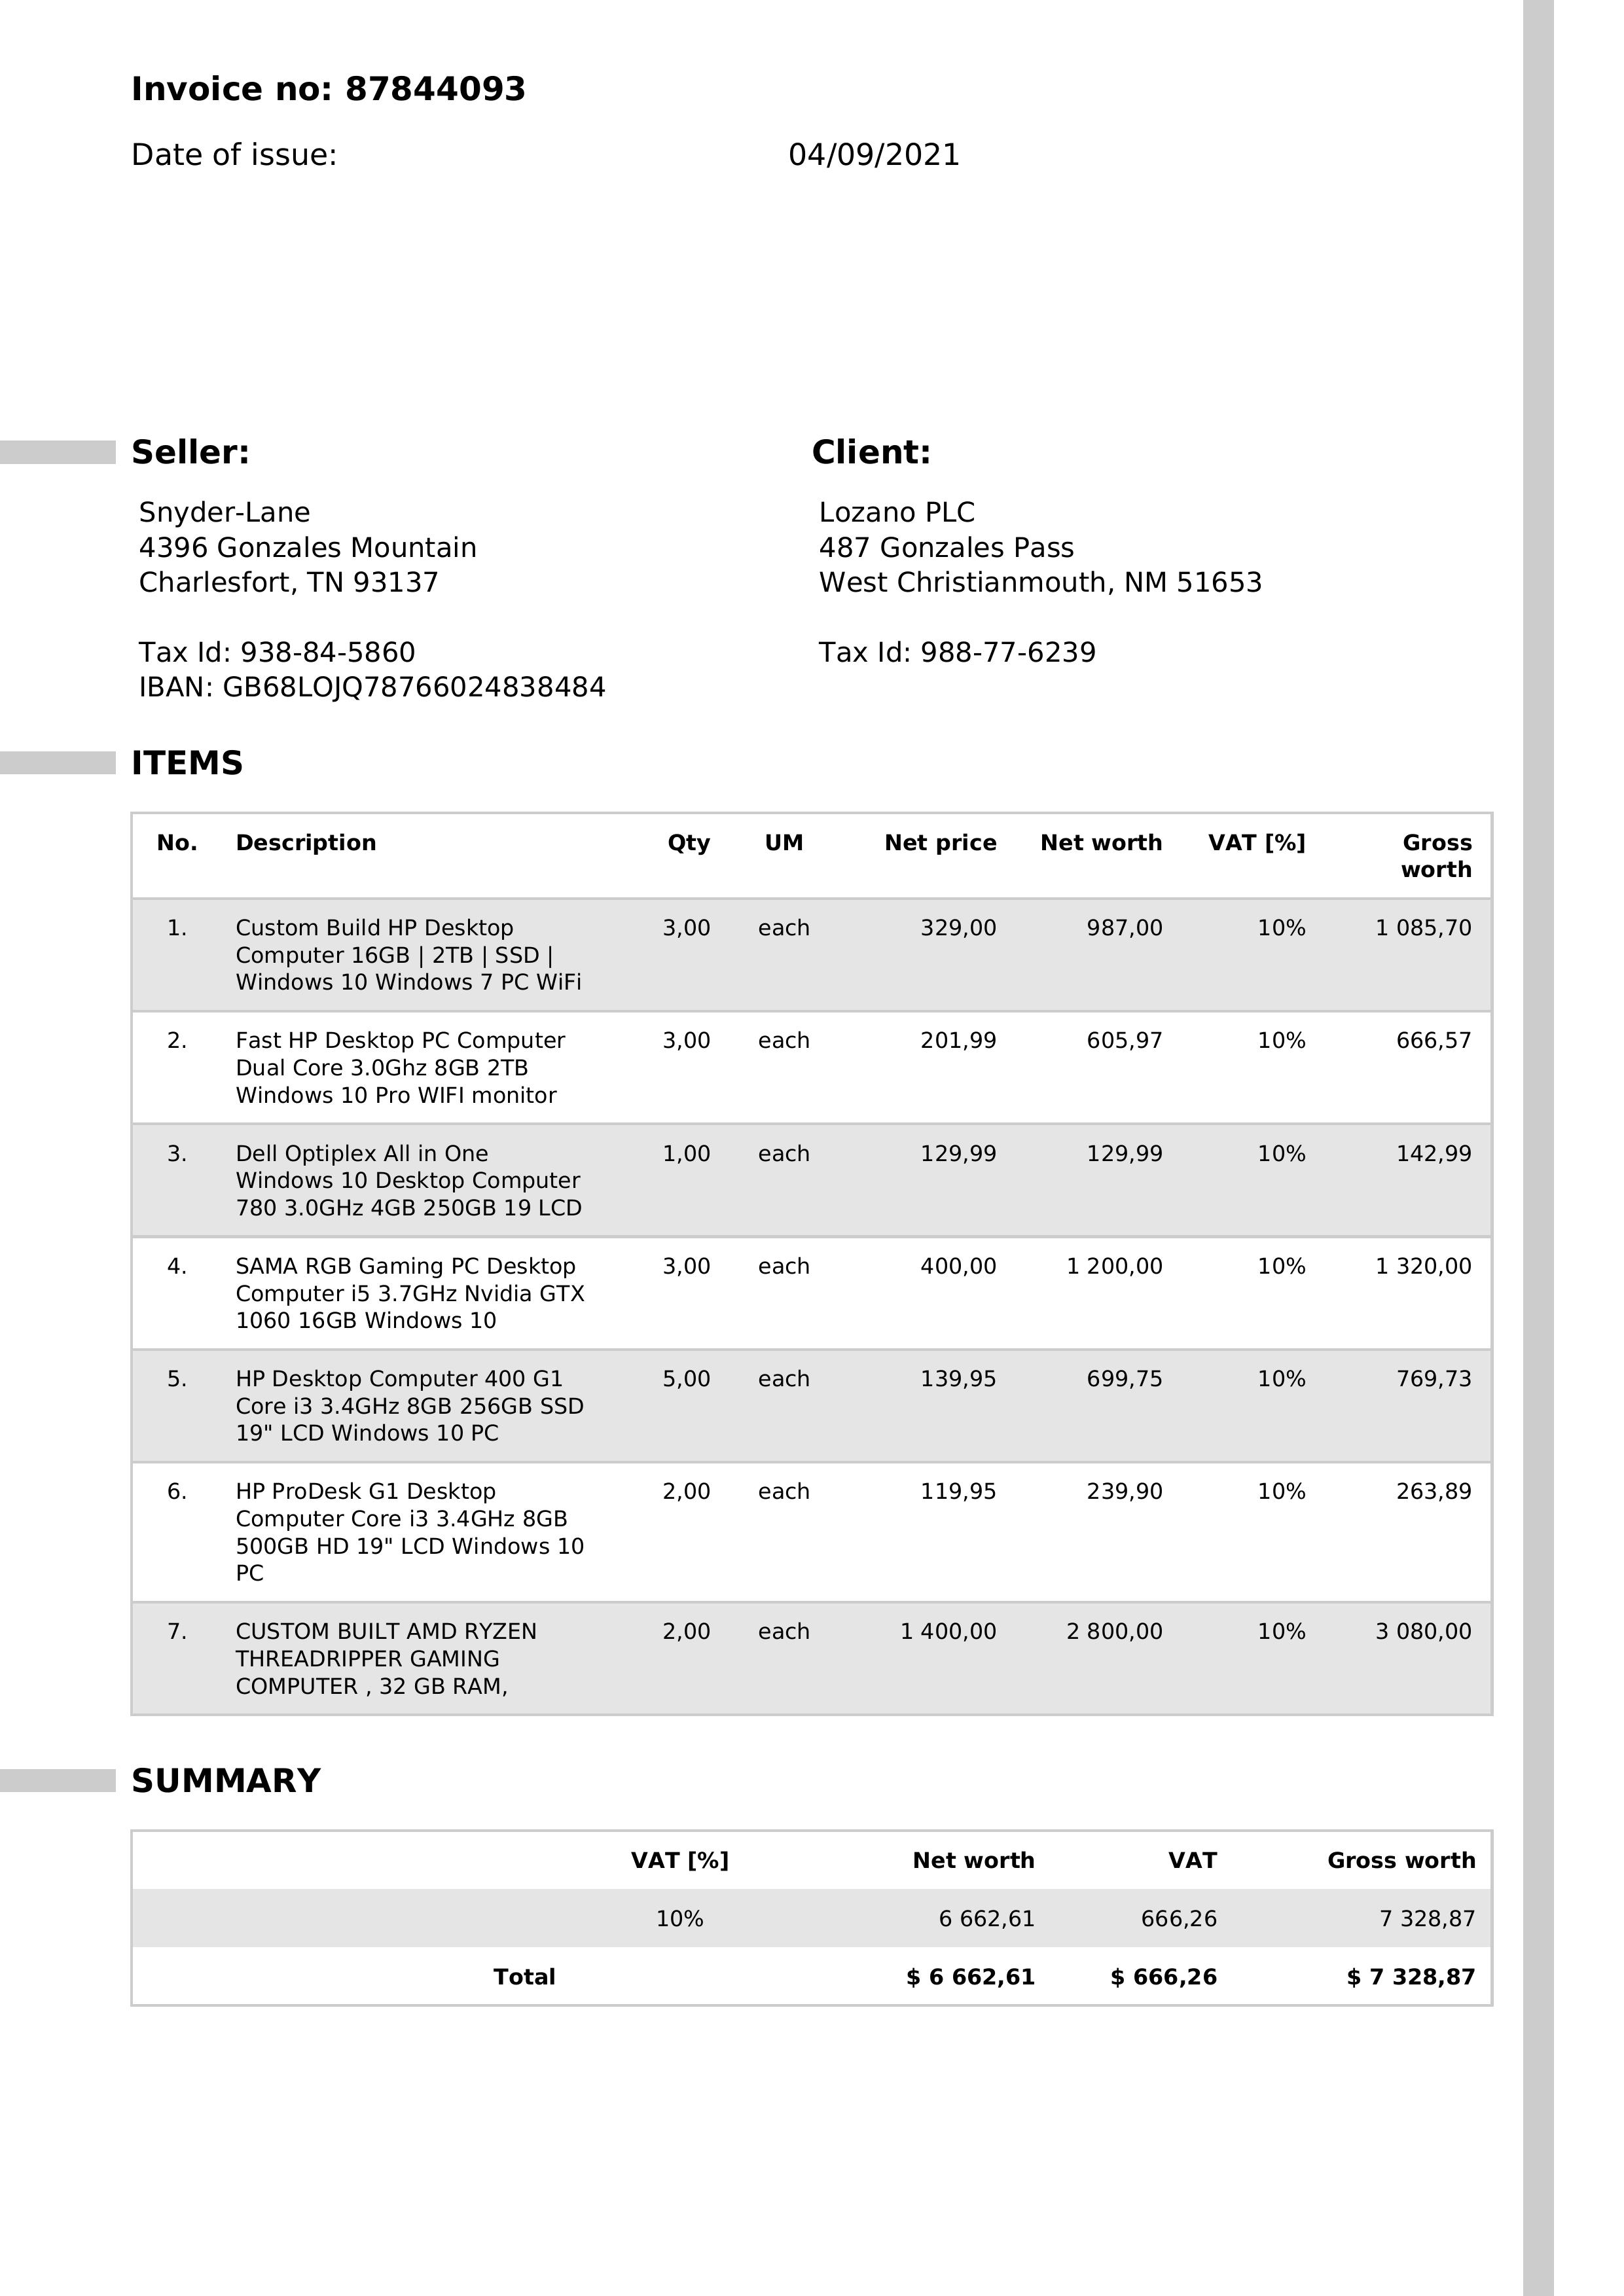 Invoice no: 87844093
Date of issue: 04/09/2021
Seller: Client:
Snyder-Lane Lozano PLC
4396 Gonzales Mountain 487 Gonzales Pass
Charlesfort, TN 93137 West Christianmouth, NM 51653
Tax Id: 938-84-5860 Tax Id: 988-77-6239
IBAN: GB68LOJQ78766024838484
ITEMS
No. Description Qty UM Net price Net worth VAT [%] Gross
worth
1. Custom Build HP Desktop 3,00 each 329,00 987,00 10% 1 085,70
Computer 16GB | 2TB | SSD |
Windows 10 Windows 7 PC WiFi
2. Fast HP Desktop PC Computer 3,00 each 201,99 605,97 10% 666,57
Dual Core 3.0Ghz 8GB 2TB
Windows 10 Pro WIFI monitor
3. Dell Optiplex All in One 1,00 each 129,99 129,99 10% 142,99
Windows 10 Desktop Computer
780 3.0GHz 4GB 250GB 19 LCD
4. SAMA RGB Gaming PC Desktop 3,00 each 400,00 1 200,00 10% 1 320,00
Computer i5 3.7GHz Nvidia GTX
1060 16GB Windows 10
5. HP Desktop Computer 400 G1 5,00 each 139,95 699,75 10% 769,73
Core i3 3.4GHz 8GB 256GB SSD
19" LCD Windows 10 PC
6. HP ProDesk G1 Desktop 2,00 each 119,95 239,90 10% 263,89
Computer Core i3 3.4GHz 8GB
500GB HD 19" LCD Windows 10
PC
7. CUSTOM BUILT AMD RYZEN 2,00 each 1 400,00 2 800,00 10% 3 080,00
THREADRIPPER GAMING
COMPUTER , 32 GB RAM,
SUMMARY
VAT [%] Net worth VAT Gross worth
10% 6 662,61 666,26 7 328,87
Total $ 6 662,61 $ 666,26 $ 7 328,87